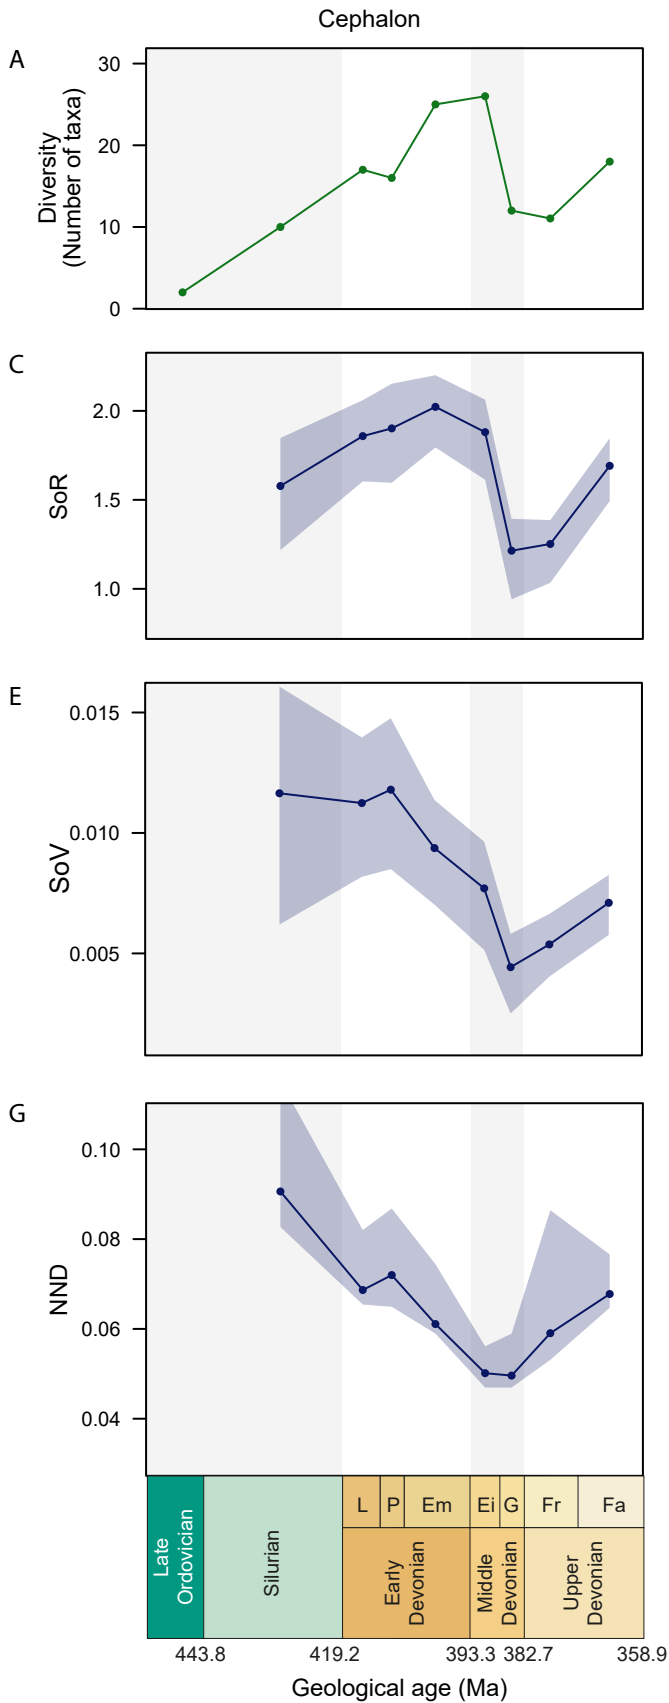 Cephalon
A
Diversity
(Number of taxa)
30
20
10
0
C
SoR
2.0
1.5
1.0
E
SoV
0.015
0.010
0.005
G
NND
0.10
0.08
0.06
0.04
Late
Ordovician
Silurian
L P Em Ei G Fr Fa
Early
Devonian
Middle
Devonian
Upper
Devonian
443.8 419.2 393.3 382.7 358.9
Geological age (Ma)